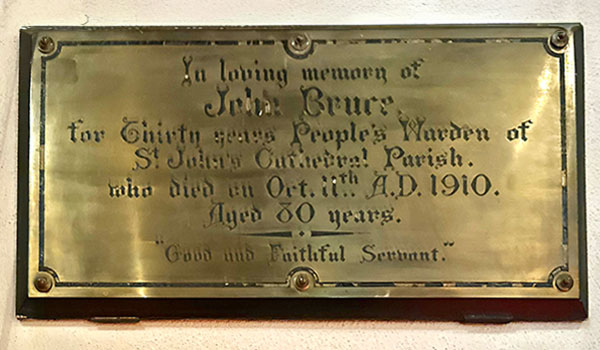 In loving memory of
John Bruce,
for Thirty years People's Warden of
St. John's Cathedral Parish.
who died on Oct. 11th A.D. 1910.
Aged 80 years.
"Good and Faithful Servant."